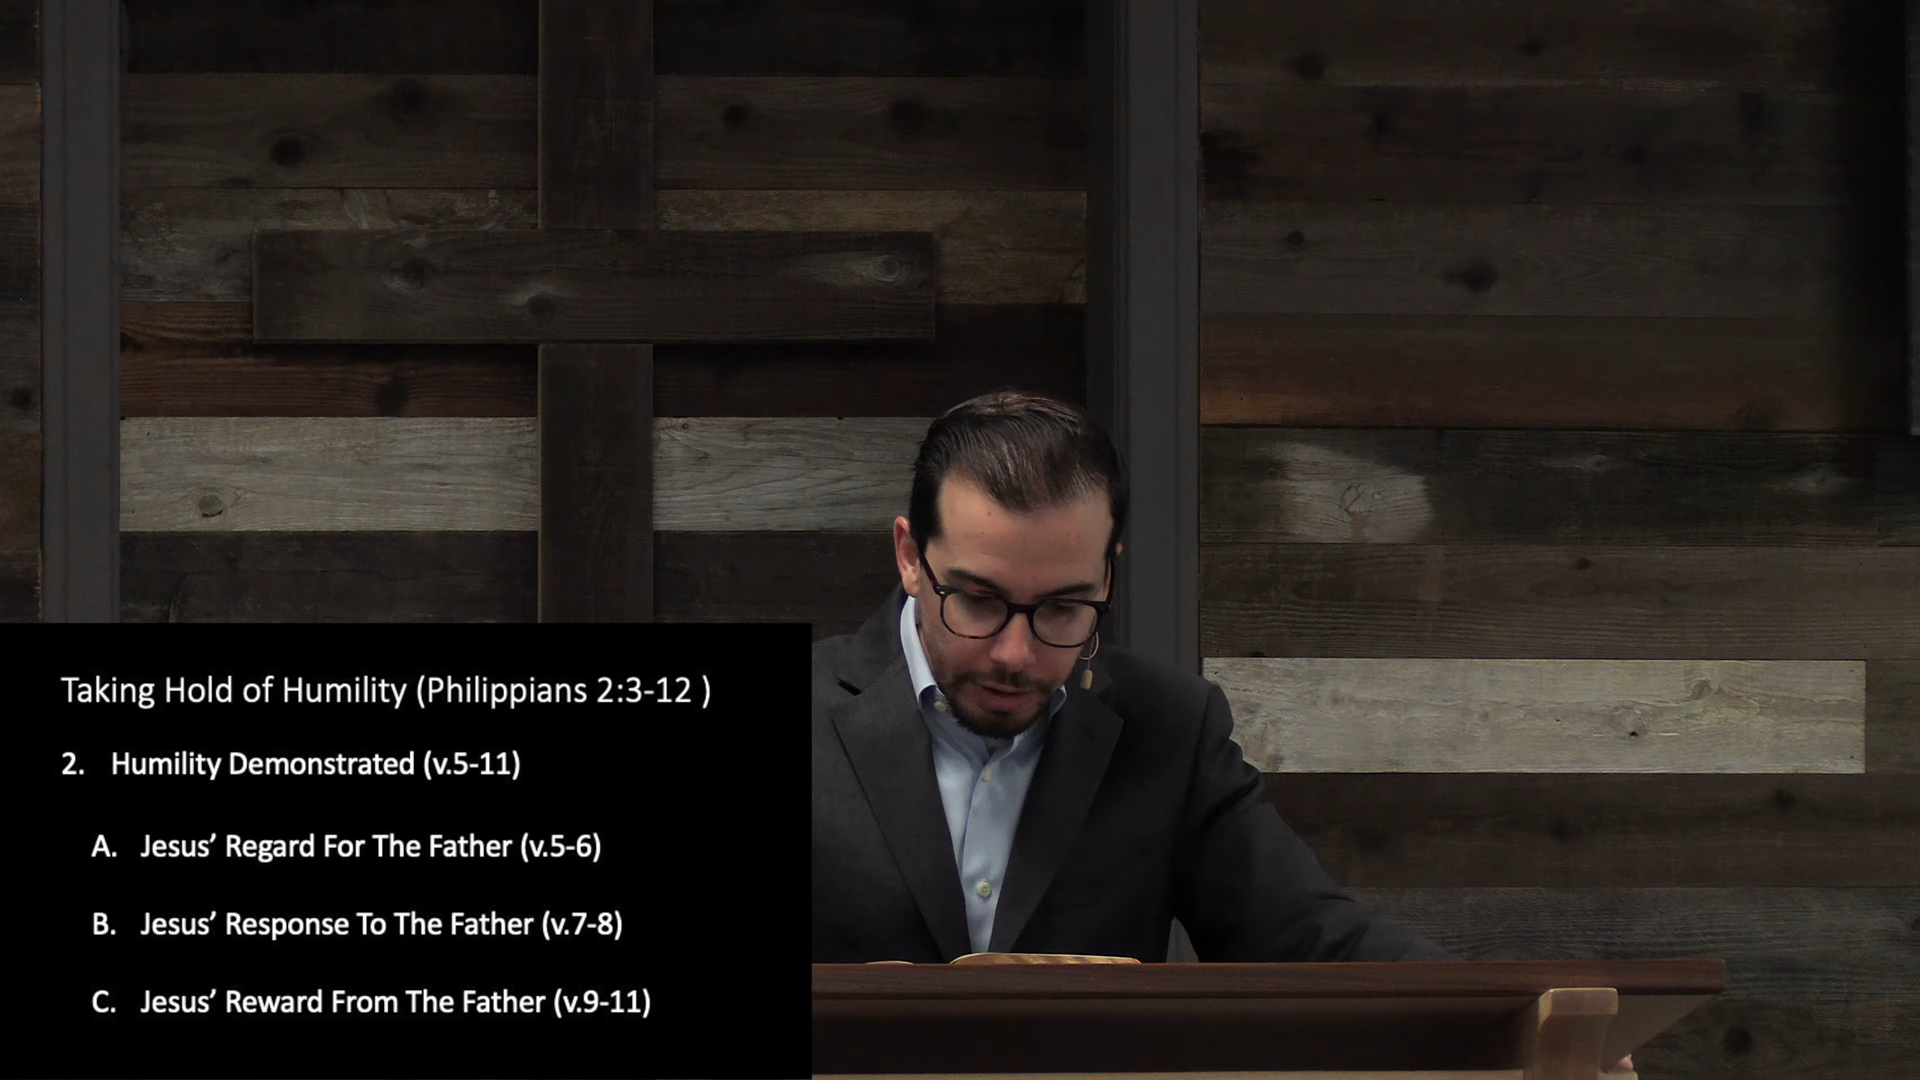 Taking Hold of Humility (Philippians 2:3-12 )
2. Humility Demonstrated (v.5-11)
A. Jesus’ Regard For The Father (v.5-6)
B. Jesus’ Response To The Father (v.7-8)
C. Jesus’ Reward From The Father (v.9-11)